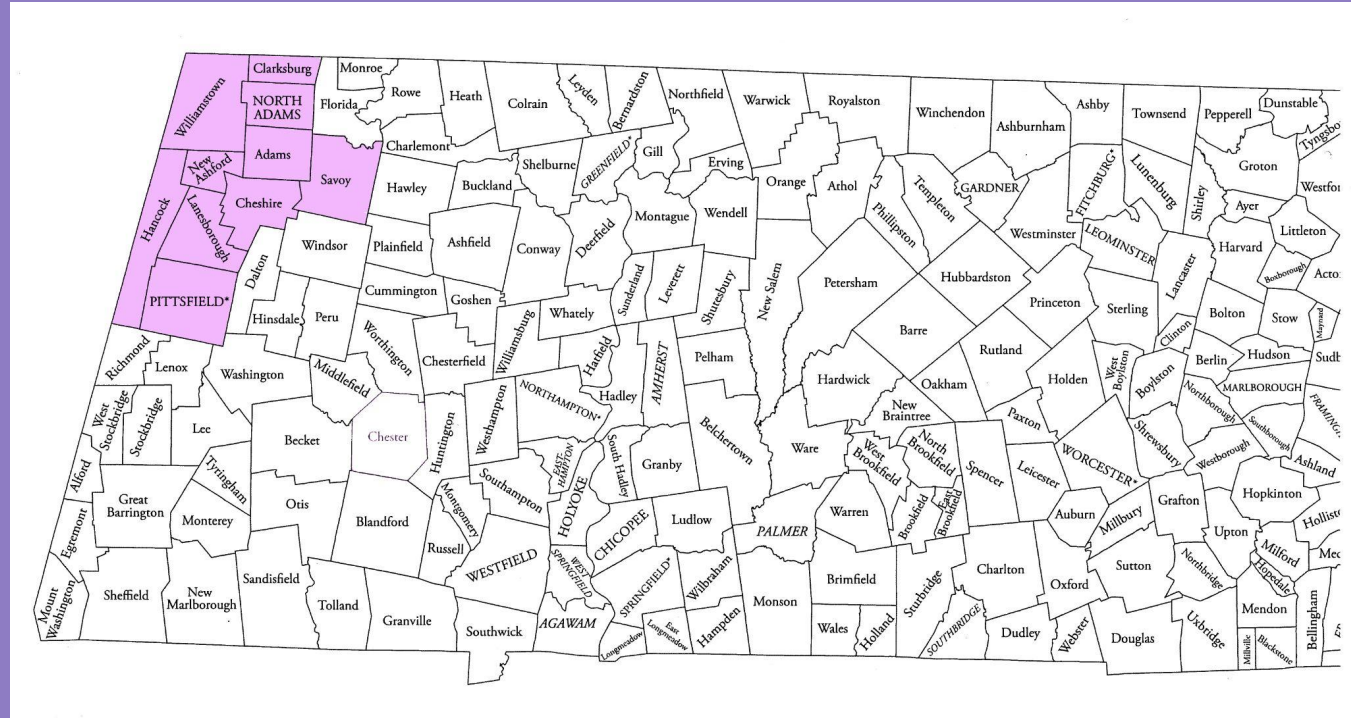 Clarksburg
Monroe
Williamstown
NORTH
ADAMS
Florida
Rowe
Heath
Colrain
Leyden
Bernardston
Northfield
Warwick
Royalston
Winchendon
Ashburnham
Ashby
Townsend
Pepperell
Dunstable
Tyngsbo
Adams
New
Ashford
Savoy
Charlemont
Hawley
Buckland
Shelburne
GREENFIELD*
Gill
Erving
Orange
Athol
Phillipston
Templeton
GARDNER
Westminster
FITCHBURG*
Lunenburg
Shirley
Groton
Ayer
Westfor
Littleton
Hancock
Lanesborough
Cheshire
Windsor
Plainfield
Ashfield
Conway
Deerfield
Montague
Wendell
New Salem
Petersham
Hubbardston
LEOMINSTER
Lancaster
Harvard
Boxborough
Acto
PITTSFIELD*
Dalton
Hinsdale
Peru
Cummington
Goshen
Whately
Sunderland
Leverett
Shutesbury
Barre
Princeton
Sterling
Bolton
Stow
Maynard
Richmond
Lenox
Washington
Middlefield
Worthington
Chesterfield
Williamsburg
Hatfield
AMHERST
Pelham
Hardwick
Rutland
Holden
West
Boylston
Clinton
Boylston
Berlin
Hudson
Sudb
MARLBOROUGH
West
Stockbridge
Stockbridge
Lee
Becket
Chester
Huntington
Westhampton
NORTHAMPTON*
Hadley
Belchertown
Ware
New
Braintree
Oakham
Paxton
WORCESTER*
Shrewsbury
Northborough
Southborough
FRAMING
Westborough
Ashland
Alford
Great
Barrington
Tyringham
Monterey
Otis
Blandford
Montgomery
Southampton
EAST-
HAMPTON
HOLYOKE
South Hadley
Granby
West
Brookfield
North
Brookfield
Spencer
Leicester
Auburn
Millbury
Grafton
Hopkinton
Hollist
Egremont
Russell
WESTFIELD
WEST
SPRINGFIELD
CHICOPEE
Ludlow
PALMER
Warren
Brookfield
East
Brookfield
Upton
Milford
Hopedale
Med
Mount
Washington
Sheffield
New
Marlborough
Sandisfield
Tolland
Granville
Southwick
AGAWAM
SPRINGFIELD*
Wilbraham
Longmeadow
East
Longmeadow
Hampden
Monson
Brimfield
Wales
Holland
Sturbridge
SOUTHBRIDGE
Charlton
Dudley
Oxford
Webster
Sutton
Douglas
Northbridge
Uxbridge
Mendon
Millville
Blackstone
Bellingham